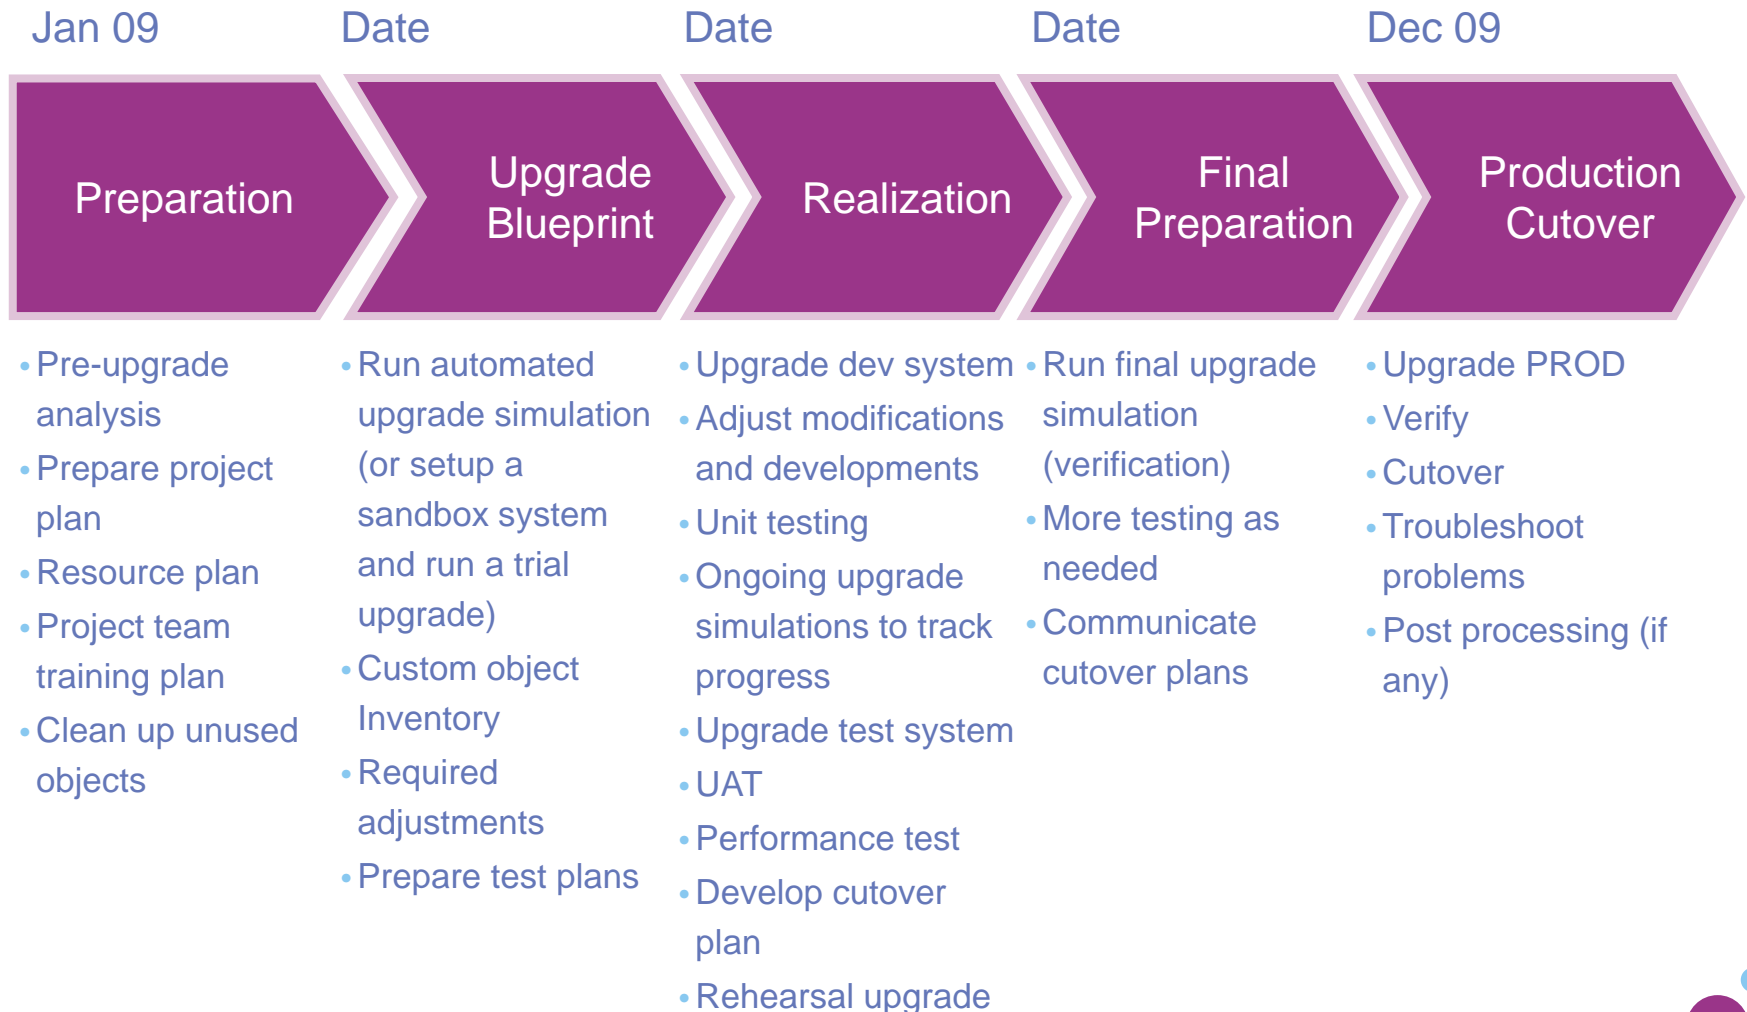 Jan 09
Date
Date
Date
Dec 09
Preparation
Upgrade
Blueprint
Realization
Final
Preparation
Production
Cutover
•Pre-upgrade
analysis
•Prepare project
plan
•Resource plan
•Project team
training plan
•Clean up unused
objects
•Run automated
upgrade simulation
(or setup a
sandbox system
and run a trial
upgrade)
•Custom object
Inventory
•Required
adjustments
•Prepare test plans
•Upgrade dev system
•Adjust modifications
and developments
•Unit testing
•Ongoing upgrade
simulations to track
progress
•Upgrade test system
•UAT
•Performance test
•Develop cutover
plan
•Rehearsal upgrade
•Run final upgrade
simulation
(verification)
•More testing as
needed
•Communicate
cutover plans
•Upgrade PROD
•Verify
•Cutover
•Troubleshoot
problems
•Post processing (if
any)